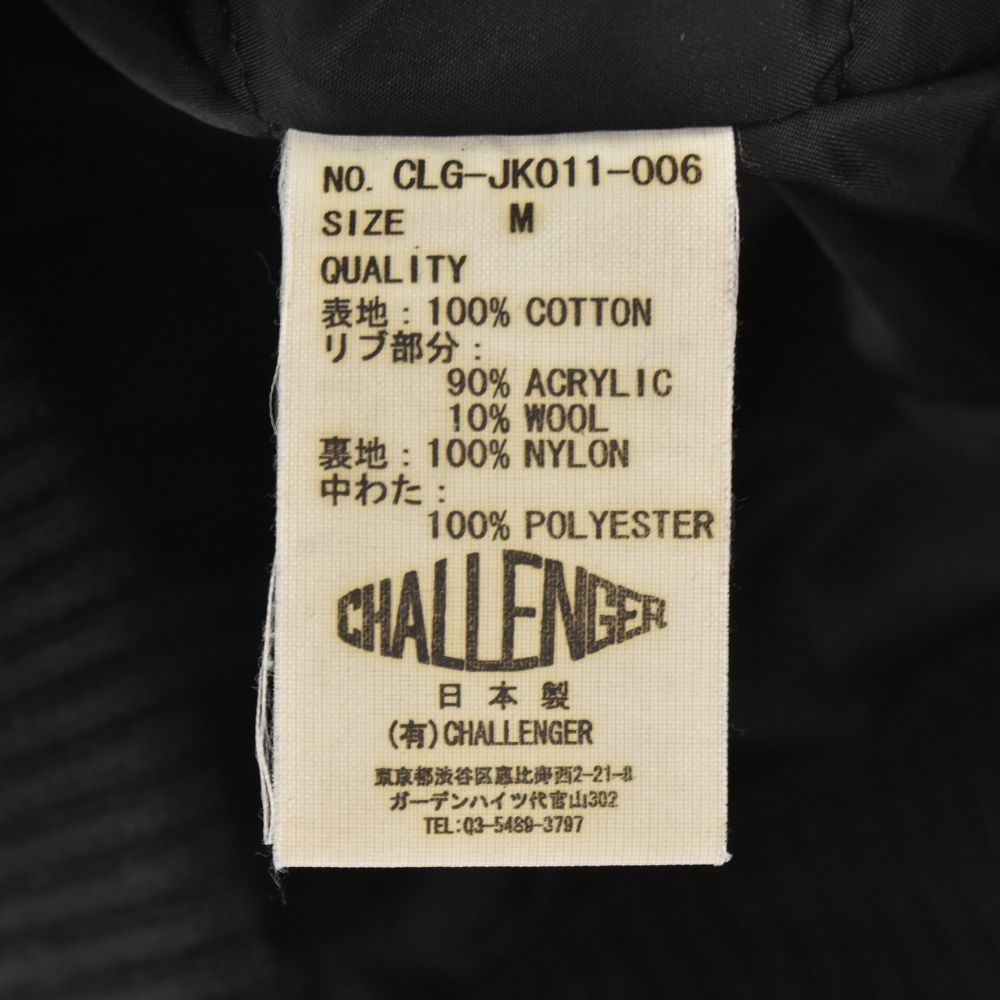 NO. CLG-JK011-006
SIZE M
QUALITY
表地:100% COTTON
リブ部分:
90% ACRYLIC
10% WOOL
裏地:100% NYLON
中わた:
100% POLYESTER
CHALLENGER
日本製
(有)CHALLENGER
東京都渋谷区恵比寿西2-21-8
ガーデンハイツ代官山302
TEL:03-5489-3797